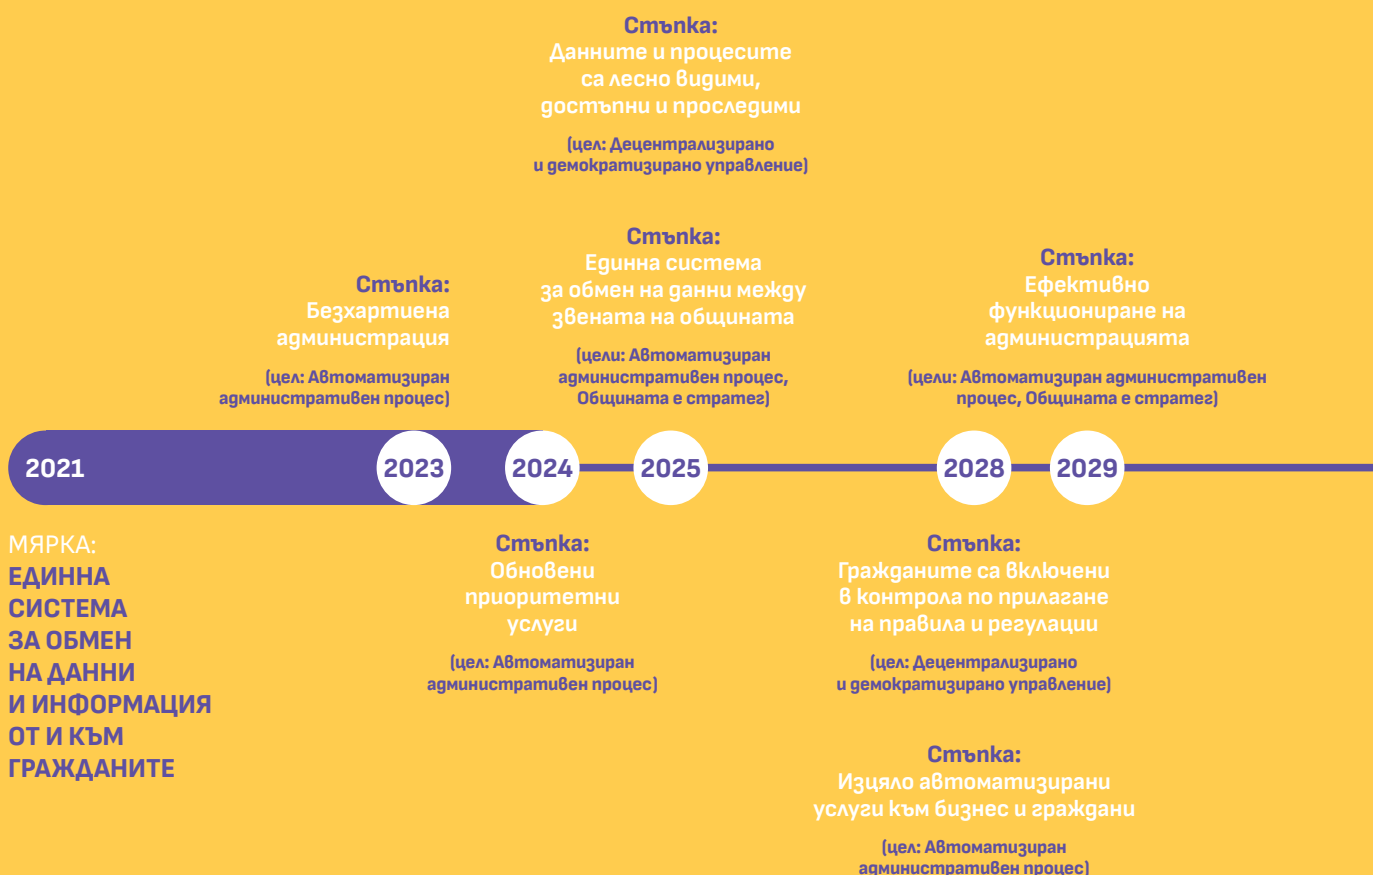 Стъпка:
Данните и процесите
са лесно видими,
достъпни и проследими
(цел: Децентрализирано
и демократизирано управление)
Стъпка:
Единна система
за обмен на данни между
звената на общината
(цели: Автоматизиран
административен процес,
Общината е стратег)
Стъпка:
Безхартиена
администрация
(цел: Автоматизиран
административен процес)
Стъпка:
Ефективно
функциониране на
администрацията
(цели: Автоматизиран административен
процес, Общината е стратег)
2021
2023
2024
2025
2028
2029
МЯРКА:
ЕДИННА
СИСТЕМА
ЗА ОБМЕН
НА ДАННИ
И ИНФОРМАЦИЯ
ОТ И КЪМ
ГРАЖДАНИТЕ
Стъпка:
Обновени
приоритетни
услуги
(цел: Автоматизиран
административен процес)
Стъпка:
Гражданите са включени
в контрола по прилагане
на правила и регулации
(цел: Децентрализирано
и демократизирано управление)
Стъпка:
Изцяло автоматизирани
услуги към бизнес и граждани
(цел: Автоматизиран
административен процес)